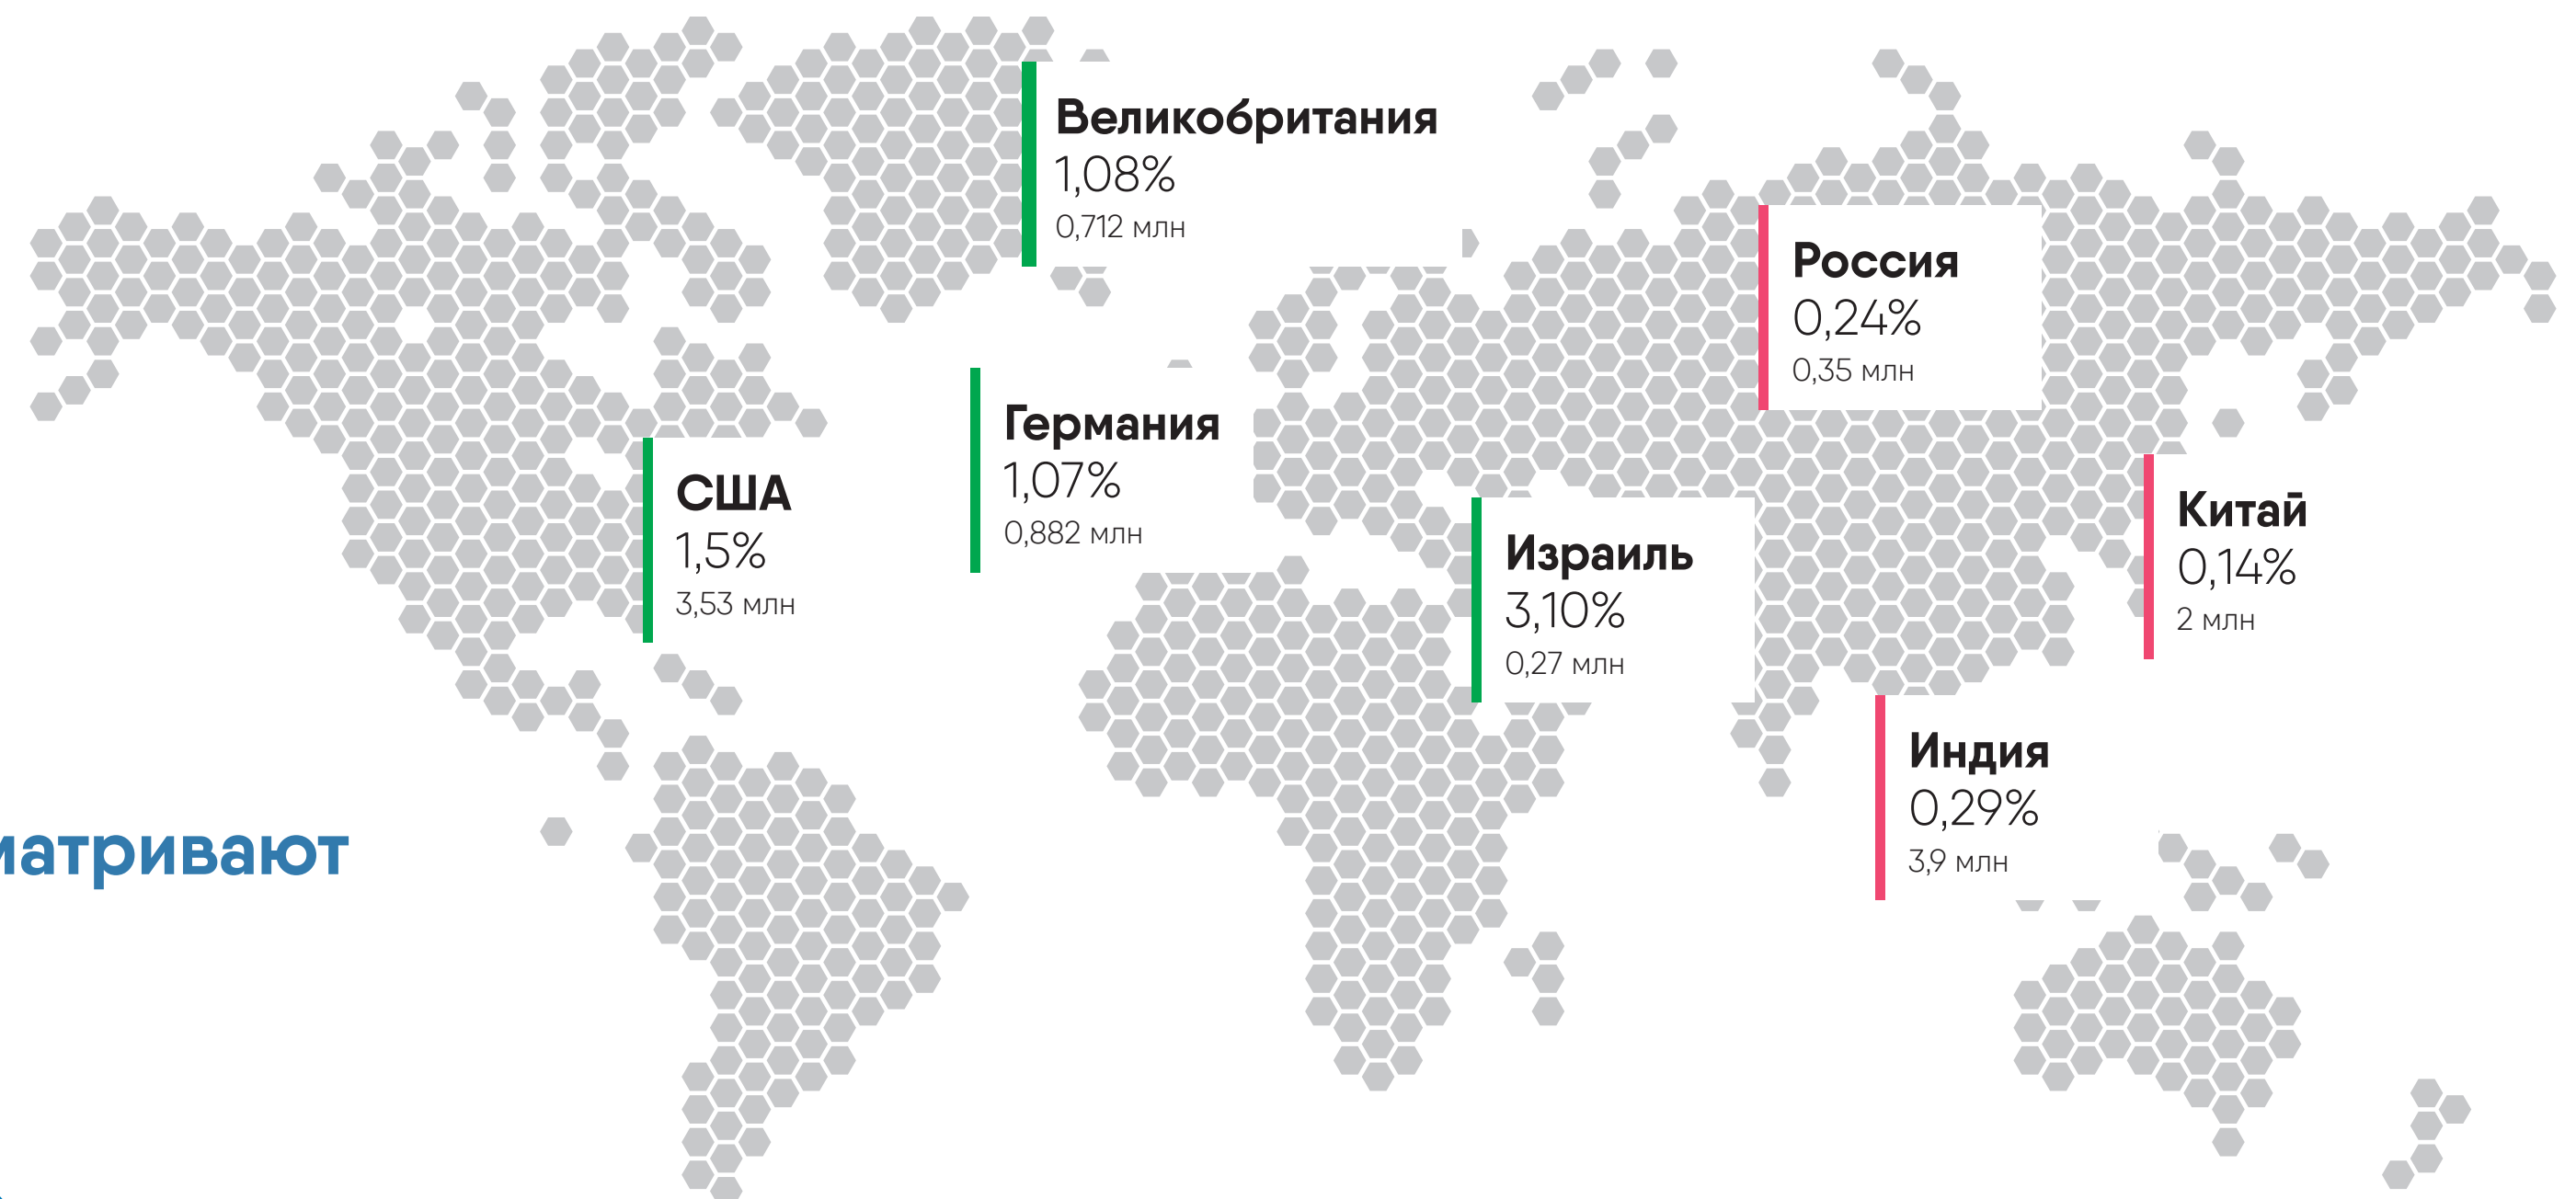 Великобритания
1,08%
0,712 млн
Россия
0,24%
0,35 млн
Германия
1,07%
0,882 млн
США
1,5%
3,53 млн
Израиль
3,10%
0,27 млн
Китай
0,14%
2 млн
Индия
0,29%
3,9 млн